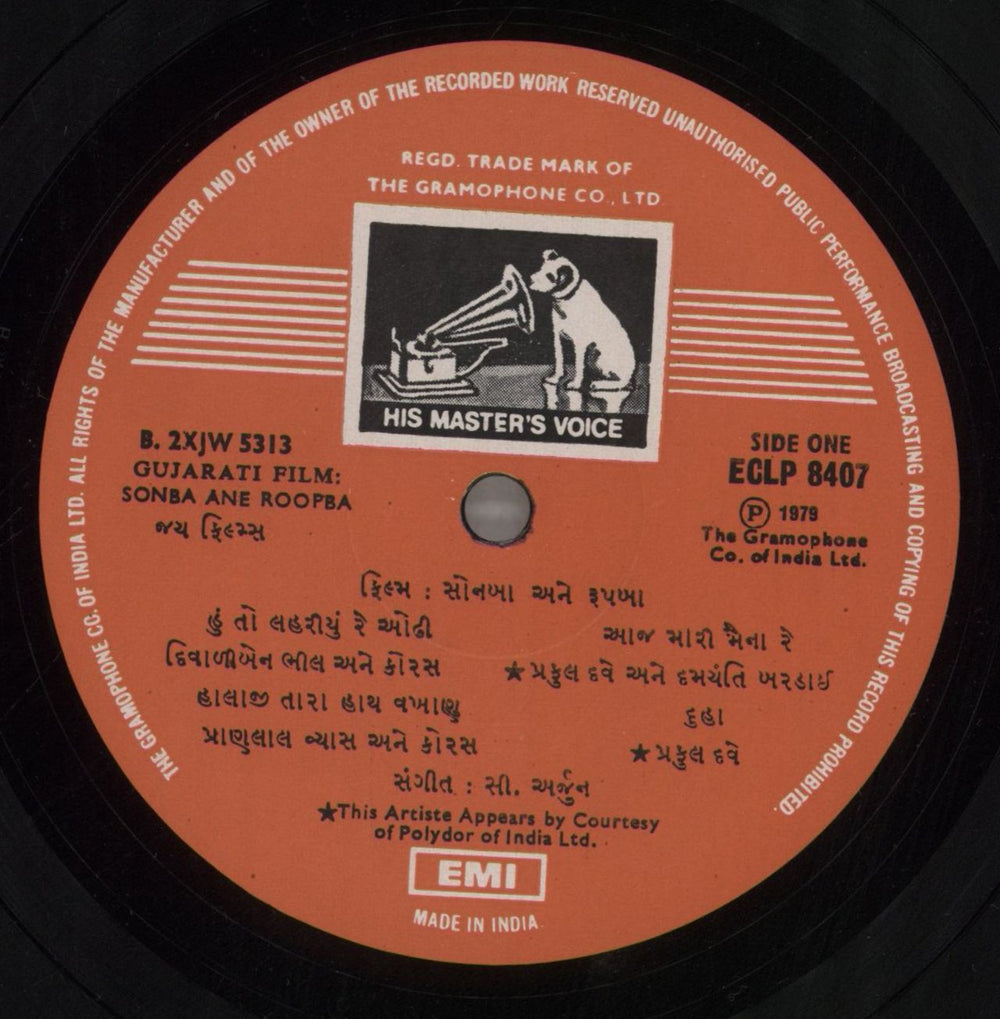 THE GRAMOPHONE CO. OF INDIA LTD. ALL RIGHTS OF THE MANUFACTURER AND OF THE OWNER OF THE RECORDED WORK RESERVED UNAUTHORISED PUBLIC PERFORMANCE BROADCASTING AND COPYING OF THIS RECORD PROHIBITED.
REGD. TRADE MARK OF
THE GRAMOPHONE CO., LTD
HIS MASTER'S VOICE
B. 2XJW 5313
GUJARATI FILM:
SONBA ANE ROOPBA
જય ફિલ્મ્સ
SIDE ONE
ECLP 8407
Ⓟ 1979
The Gramophone
Co. of India Ltd.
ફિલ્મ : સોનબા અને રૂપબા
હું તો લહરીયું રે ઓઢી
દિવાળીબેન ભીલ અને કોરસ
હાલાજી તારા હાથ વખાણુ
પ્રાણલાલ વ્યાસ અને કોરસ
આજ મારી મૈના રે
★ પ્રફુલ દવે અને દમયંતિ બરડાઈ
દુહા
★ પ્રફુલ દવે
સંગીત : સી. અર્જુન
★This Artiste Appears by Courtesy
of Polydor of India Ltd.
EMI
MADE IN INDIA